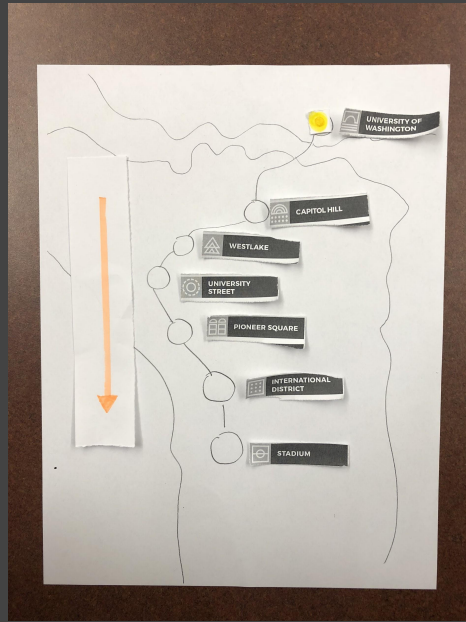 UNIVERSITY OF
WASHINGTON
CAPITOL HILL
WESTLAKE
UNIVERSITY
STREET
PIONEER SQUARE
INTERNATIONAL
DISTRICT
STADIUM